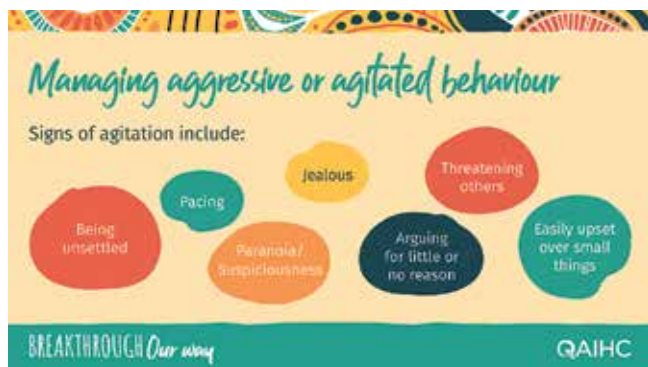 Managing aggressive or agitated behaviour
Signs of agitation include:
Being
unsettled
Pacing
Paranoia/
Suspiciousness
Jealous
Arguing
for little or
no reason
Threatening
others
Easily upset
over small
things
BREAKTHROUGH Our way
QAIHC